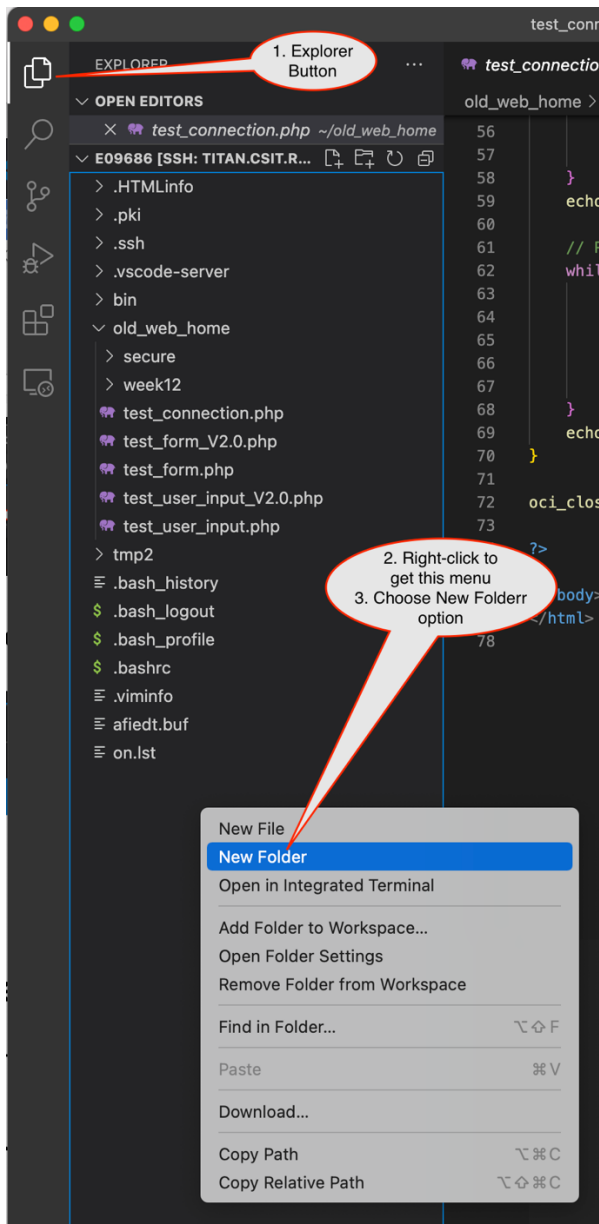 test_conn
EXPLORER
1. Explorer
Button
...
test_connectio
OPEN EDITORS
old_web_home >
test_connection.php ~/old_web_home
E09686 [SSH: TITAN.CSIT.R...
.HTMLinfo
.pki
.ssh
.vscode-server
bin
old_web_home
secure
week12
test_connection.php
test_form_V2.0.php
test_form.php
test_user_input_V2.0.php
test_user_input.php
tmp2
.bash_history
.bash_logout
.bash_profile
.bashrc
.viminfo
afiedt.buf
on.lst
56
57
58 }
59 echo
60
61 //
62 whil
63
64
65
66
67
68 }
69 echo
70 }
71
72 oci_clos
73
?>
body>
</html>
78
2. Right-click to
get this menu
3. Choose New Folderr
option
New File
New Folder
Open in Integrated Terminal
Add Folder to Workspace...
Open Folder Settings
Remove Folder from Workspace
Find in Folder... ⌥⇧F
Paste ⌘V
Download...
Copy Path ⌥⌘C
Copy Relative Path ⌥⇧⌘C